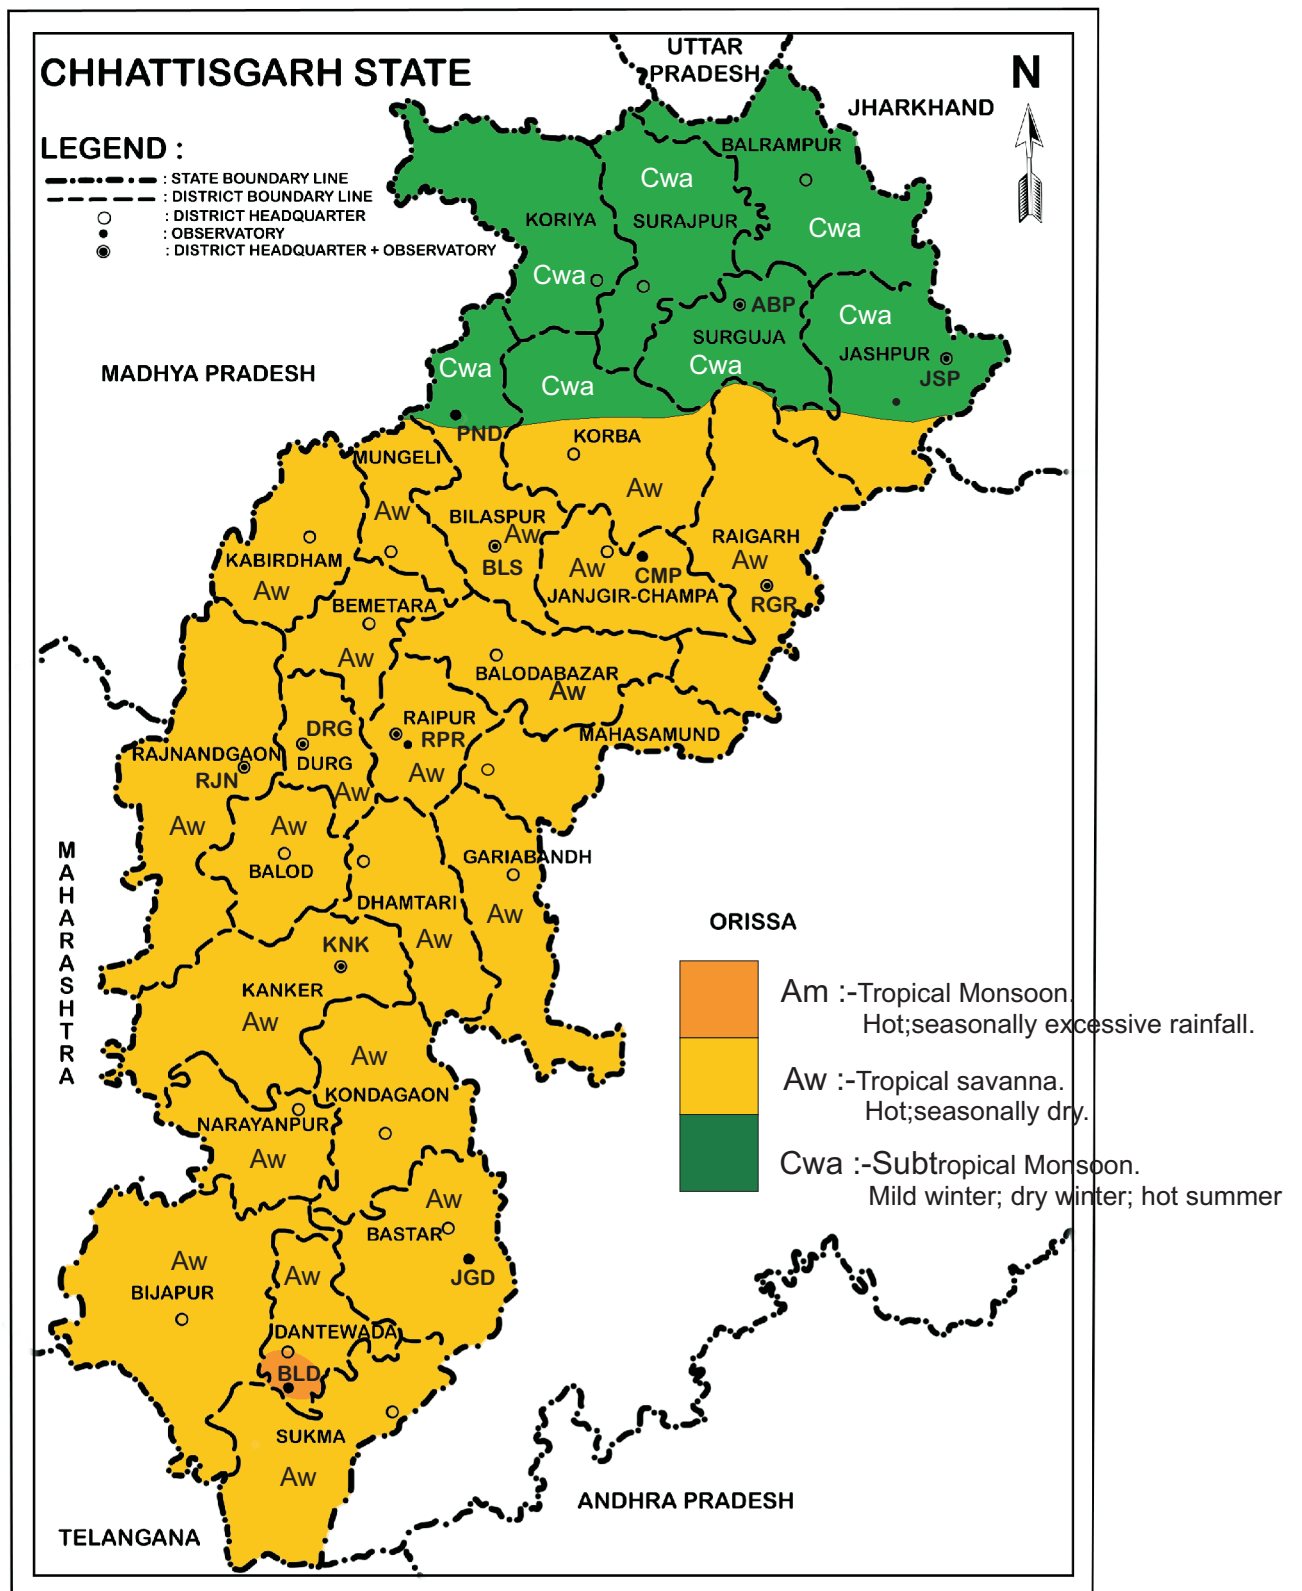 UTTAR
PRADESH
CHHATTISGARH STATE
N
JHARKHAND
LEGEND :
: STATE BOUNDARY LINE
: DISTRICT BOUNDARY LINE
: DISTRICT HEADQUARTER
: OBSERVATORY
: DISTRICT HEADQUARTER + OBSERVATORY
BALRAMPUR
Cwa
KORIYA
SURAJPUR
Cwa
Cwa
ABP
Cwa
SURGUJA
JASHPUR
MADHYA PRADESH
Cwa
Cwa
Cwa
JSP
PND
KORBA
MUNGELI
Aw
Aw
BILASPUR
Aw
RAIGARH
KABIRDHAM
Aw
BLS
Aw
CMP
Aw
JANJGIR-CHAMPA
RGR
BEMETARA
Aw
BALODABAZAR
Aw
DRG
RAIPUR
RPR
MAHASAMUND
RAJNANDGAON
RJN
DURG
Aw
Aw
Aw
Aw
BALOD
GARIABANDH
DHAMTARI
Aw
Aw
MAHARASHTRA
ORISSA
KNK
KANKER
Aw
Am :-Tropical Monsoon.
Hot;seasonally excessive rainfall.
Aw
KONDAGAON
Aw :-Tropical savanna.
Hot;seasonally dry.
NARAYANPUR
Aw
Cwa :-Subtropical Monsoon.
Mild winter; dry winter; hot summer
Aw
BASTAR
Aw
BIJAPUR
Aw
JGD
DANTEWADA
BLD
SUKMA
Aw
ANDHRA PRADESH
TELANGANA